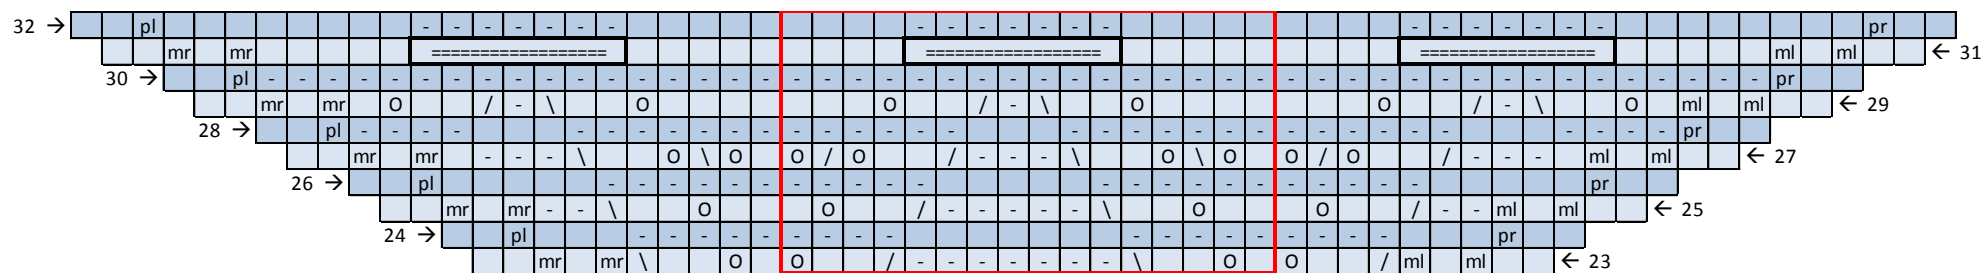 32 → pl - - - - - - - - - - - - - - - - - - - - - pr
mr mr ================== ================== ================== ml ml ← 31
30 → pl - - - - - - - - - - - - - - - - - - - - - - - - - - - - - - - - - - - - - - - - - - - - - - - - - pr
mr mr O / - \ O O / - \ O O / - \ O ml ml ← 29
28 → pl - - - - - - - - - - - - - - - - - - - - - - - - - - - - - - - - - - pr
mr mr - - - \ O \ O O / O / - - - \ O \ O O / O / - - - ml ml ← 27
26 → pl - - - - - - - - - - - - - - - - - - - - - - pr
mr mr - - \ O O / - - - - - \ O O / - - ml ml ← 25
24 → pl - - - - - - - - - - - - - - - - - - pr
mr mr \ O O / - - - - - - - \ O O / ml ml ← 23